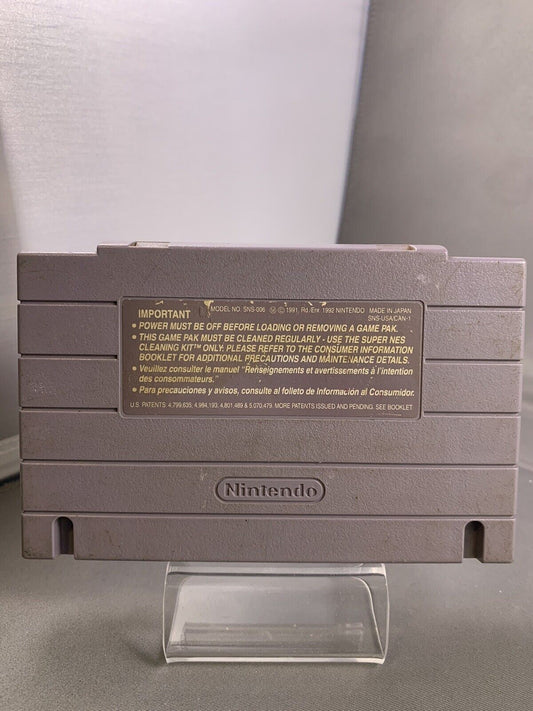 IMPORTANT MODEL NO. SNS-006 Ⓜ © 1991, Rd./Enr. 1992 NINTENDO MADE IN JAPAN
SNS-USA/CAN-1
• POWER MUST BE OFF BEFORE LOADING OR REMOVING A GAME PAK.
• THIS GAME PAK MUST BE CLEANED REGULARLY - USE THE SUPER NES
CLEANING KIT™ ONLY. PLEASE REFER TO THE CONSUMER INFORMATION
BOOKLET FOR ADDITIONAL PRECAUTIONS AND MAINTENANCE DETAILS.
• Veuillez consulter le manuel "Renseignements et avertissements à l'intention
des consommateurs."
• Para precauciones y avisos, consulte al folleto de Información al Consumidor.
U.S. PATENTS: 4,799,635; 4,984,193; 4,801,489 & 5,070,479. MORE PATENTS ISSUED AND PENDING. SEE BOOKLET
Nintendo